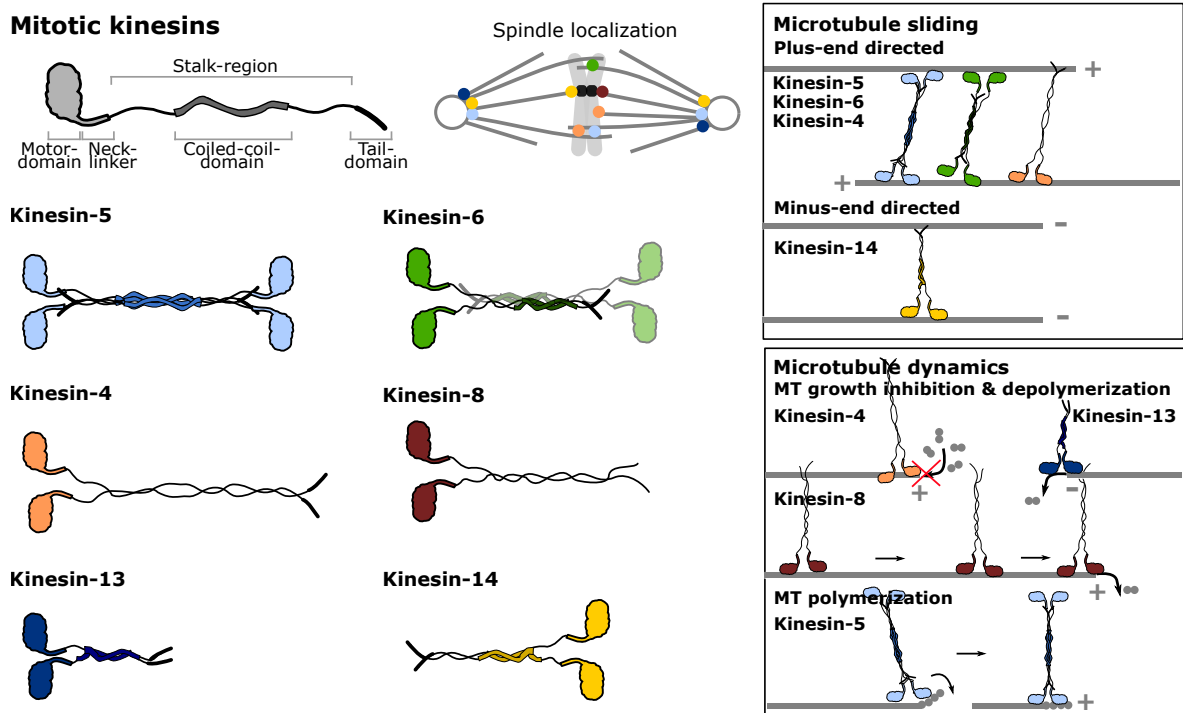 Mitotic kinesins
Stalk-region
Motor-
domain
Neck-
linker
Coiled-coil-
domain
Tail-
domain
Spindle localization
Kinesin-5
Kinesin-6
Kinesin-4
Kinesin-8
Kinesin-13
Kinesin-14
Microtubule sliding
Plus-end directed
+
Kinesin-5
Kinesin-6
Kinesin-4
+
Minus-end directed
-
Kinesin-14
-
Microtubule dynamics
MT growth inhibition & depolymerization
Kinesin-4
Kinesin-13
+
-
Kinesin-8
+
MT polymerization
Kinesin-5
+